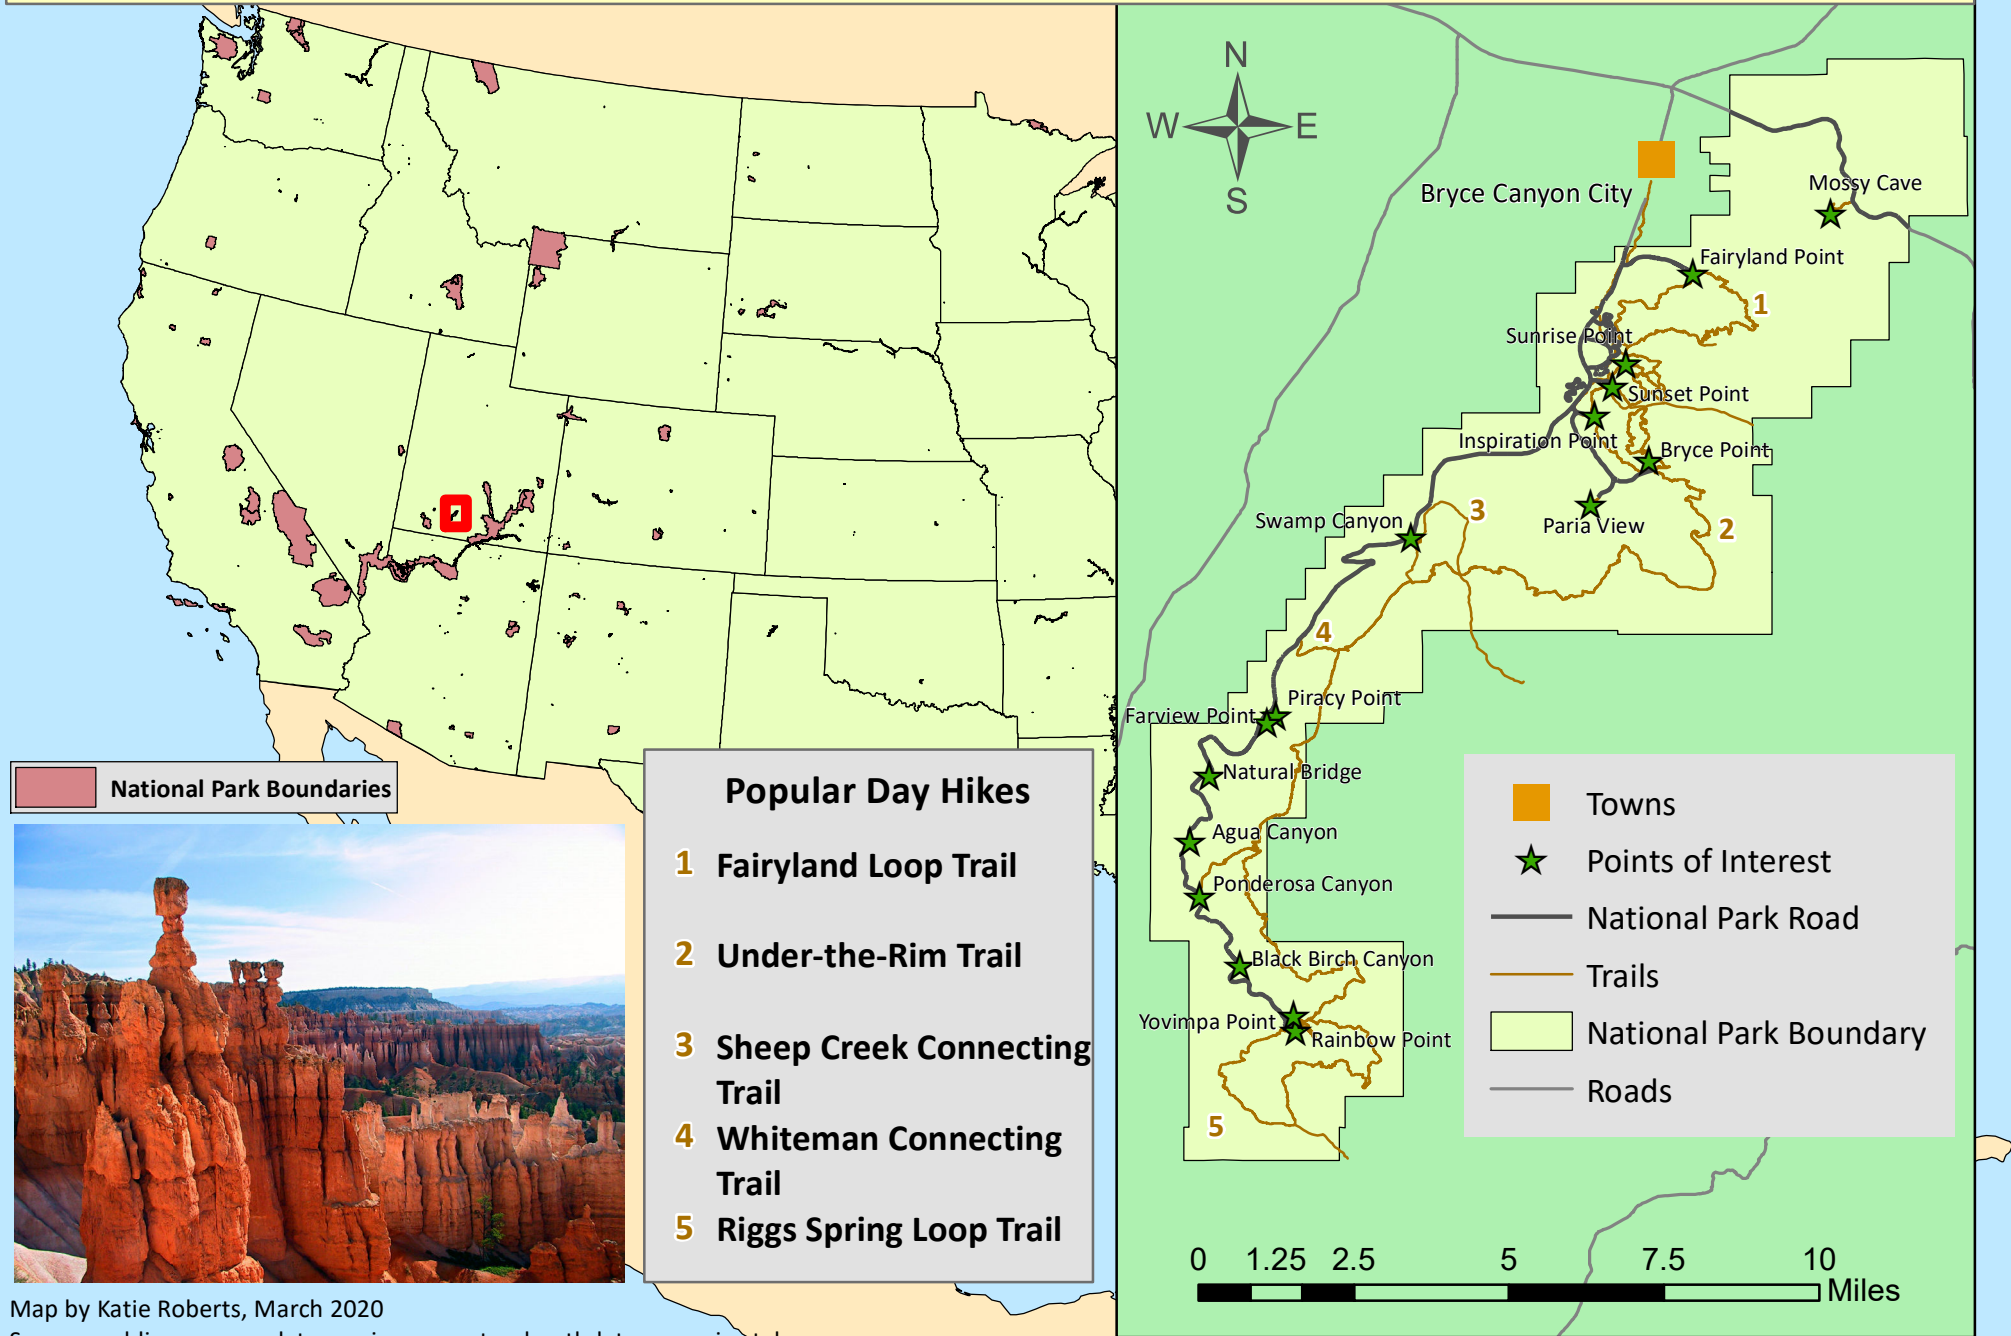 N
W
E
S
Bryce Canyon City
Mossy Cave
Fairyland Point
1
Sunrise Point
Sunset Point
Inspiration Point
Bryce Point
3
Swamp Canyon
Paria View
2
4
Piracy Point
Farview Point
Natural Bridge
Agua Canyon
Ponderosa Canyon
Black Birch Canyon
Yovimpa Point
Rainbow Point
5
National Park Boundaries
Popular Day Hikes
1 Fairyland Loop Trail
2 Under-the-Rim Trail
3 Sheep Creek Connecting
Trail
4 Whiteman Connecting
Trail
5 Riggs Spring Loop Trail
Towns
Points of Interest
National Park Road
Trails
National Park Boundary
Roads
0 1.25 2.5 5 7.5 10
Miles
Map by Katie Roberts, March 2020